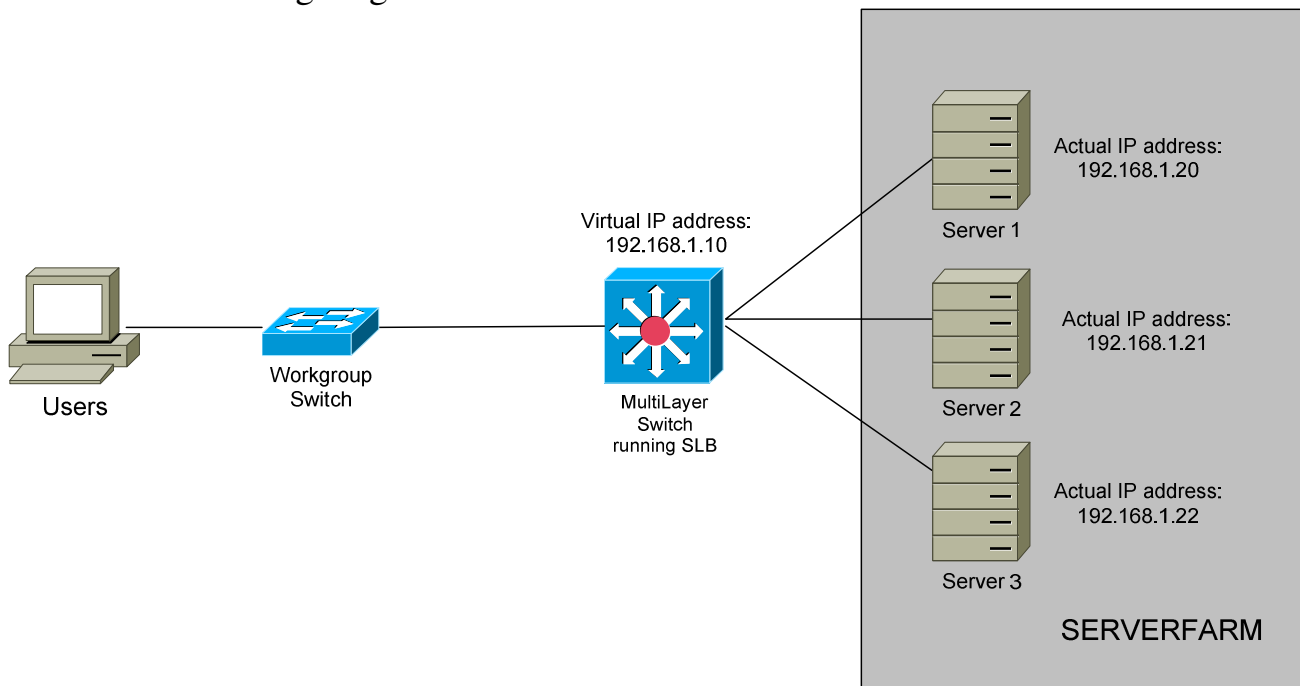 Users
Workgroup
Switch
Virtual IP address:
192.168.1.10
MultiLayer
Switch
running SLB
Actual IP address:
192.168.1.20
Server 1
Actual IP address:
192.168.1.21
Server 2
Actual IP address:
192.168.1.22
Server 3
SERVERFARM